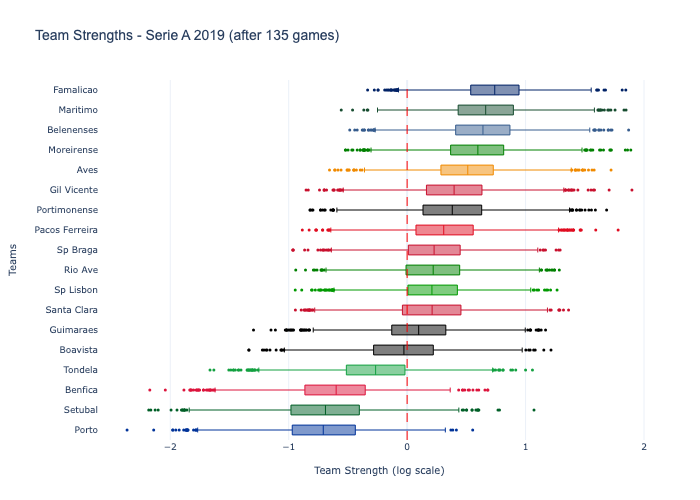 Team Strengths - Serie A 2019 (after 135 games)
Famalicao
Maritimo
Belenenses
Moreirense
Aves
Gil Vicente
Portimonense
Pacos Ferreira
Sp Braga
Rio Ave
Sp Lisbon
Santa Clara
Guimaraes
Boavista
Tondela
Benfica
Setubal
Porto
Teams
−2 −1 0 1 2
Team Strength (log scale)